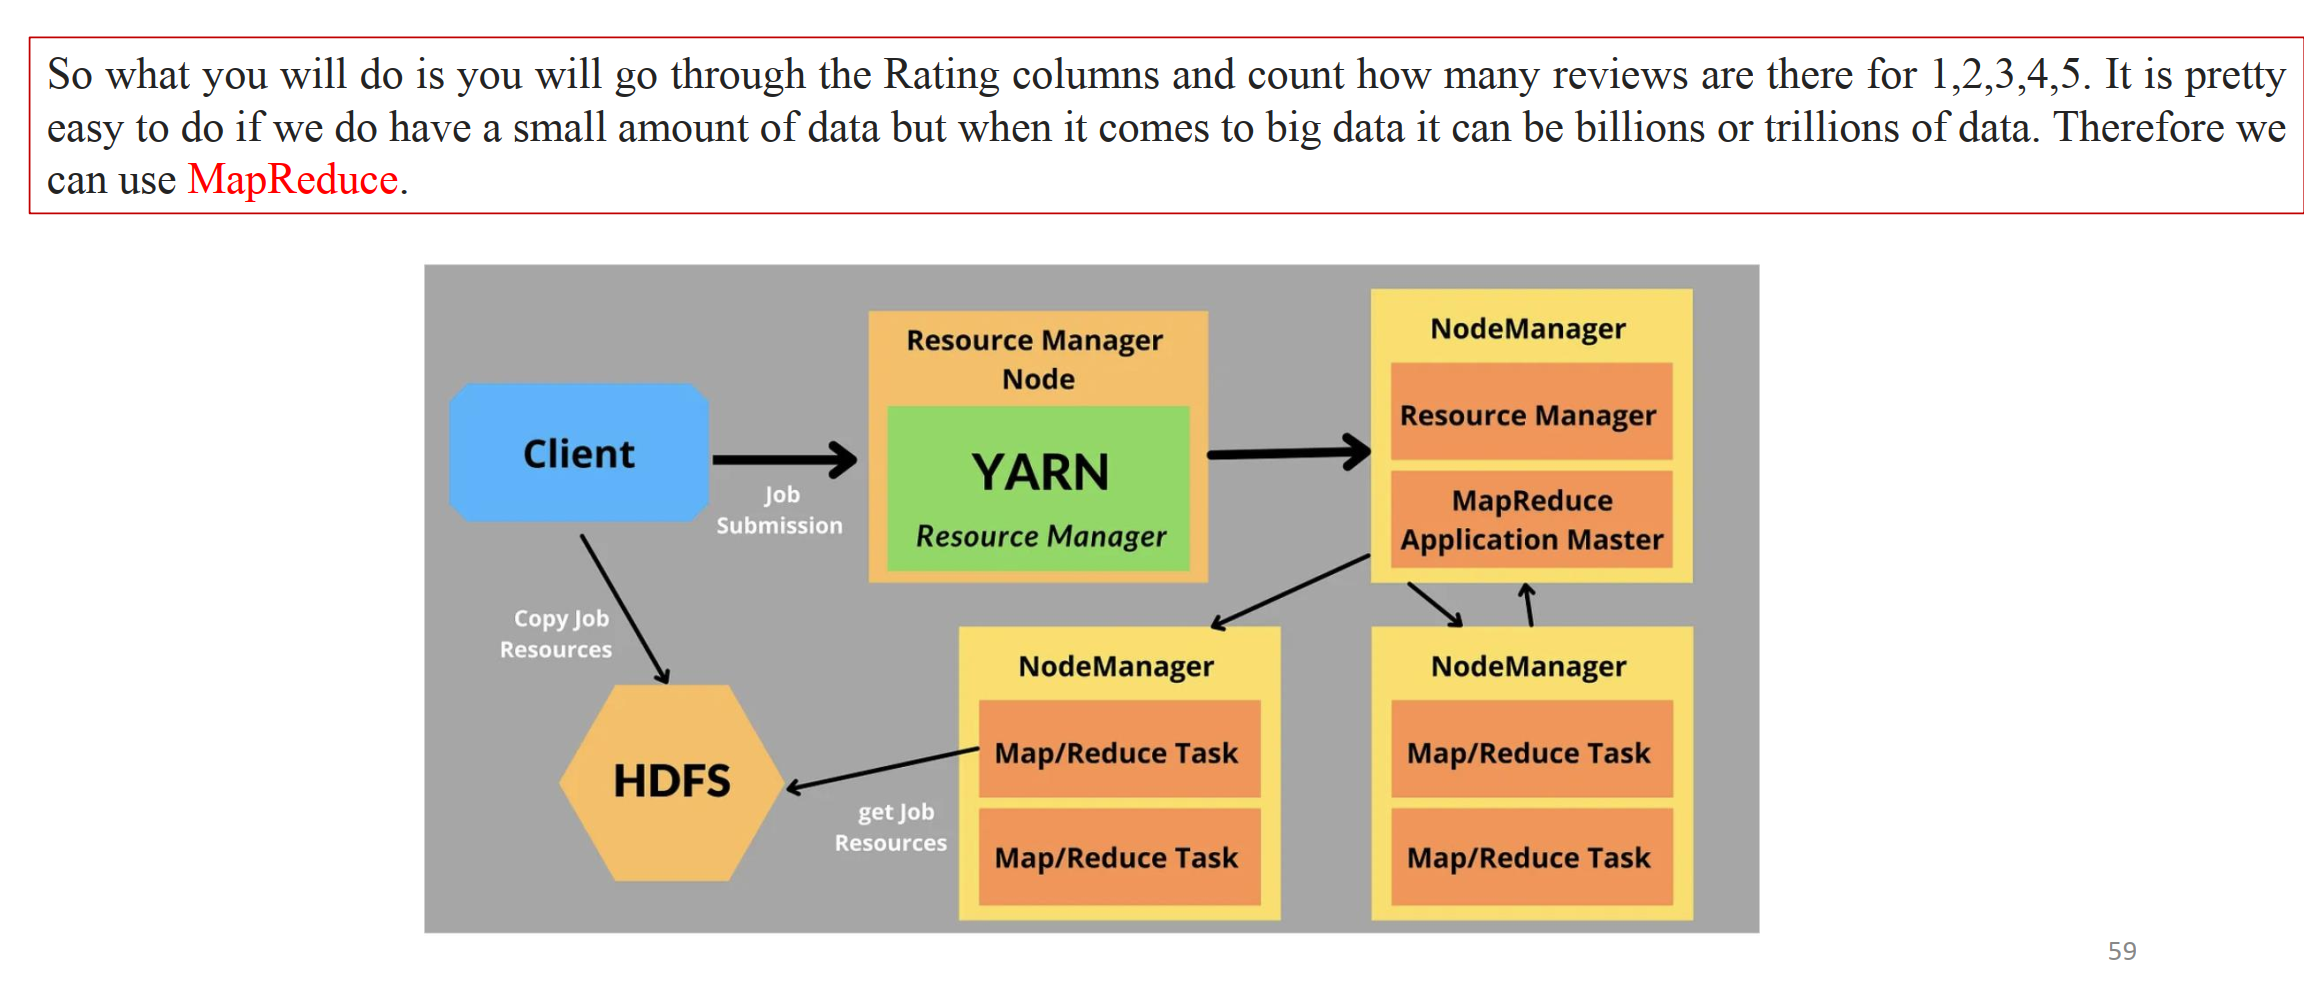 So what you will do is you will go through the Rating columns and count how many reviews are there for 1,2,3,4,5. It is pretty
easy to do if we do have a small amount of data but when it comes to big data it can be billions or trillions of data. Therefore we
can use MapReduce.
Client
Job
Submission
Resource Manager
Node
YARN
Resource Manager
NodeManager
Resource Manager
MapReduce
Application Master
Copy Job
Resources
HDFS
get Job
Resources
NodeManager
Map/Reduce Task
Map/Reduce Task
NodeManager
Map/Reduce Task
Map/Reduce Task
59